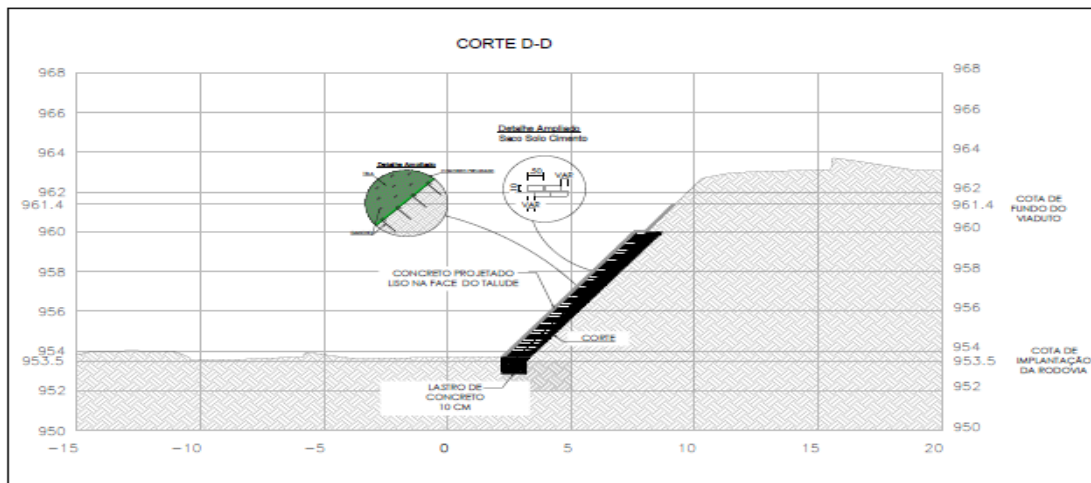 CORTE D-D
968
966
964
962
961.4
960
958
956
954
953.5
952
950
968
966
964
962
961.4
960
958
956
954
953.5
952
950
COTA DE
FUNDO DO
VIADUTO
COTA DE
IMPLANTAÇÃO
DA RODOVIA
Detalhe Ampliado
Saco Solo Cimento
50
VAR
10
VAR
Detalhe Ampliado
CONCRETO PROJETADO
LISO NA FACE DO TALUDE
CORTE
LASTRO DE
CONCRETO
10 CM
-15
-10
-5
0
5
10
15
20